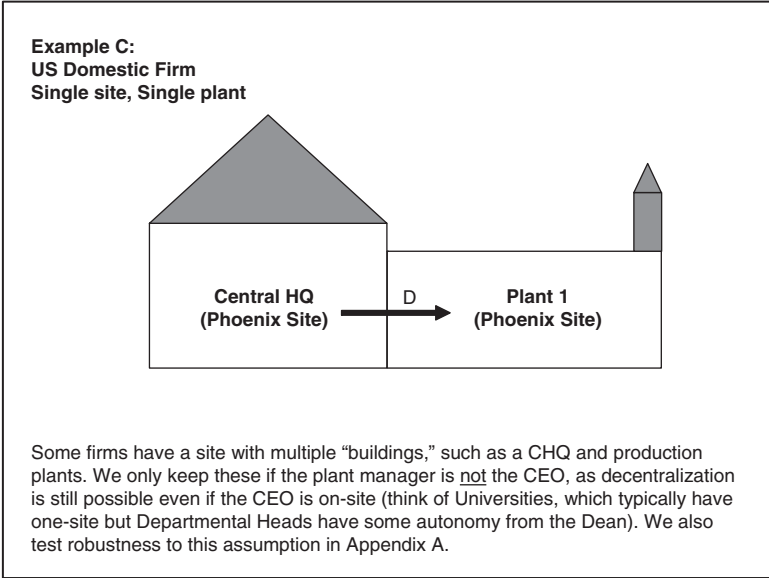 Example C:
US Domestic Firm
Single site, Single plant
Central HQ
(Phoenix Site)
D
Plant 1
(Phoenix Site)
Some firms have a site with multiple “buildings,” such as a CHQ and production
plants. We only keep these if the plant manager is not the CEO, as decentralization
is still possible even if the CEO is on-site (think of Universities, which typically have
one-site but Departmental Heads have some autonomy from the Dean). We also
test robustness to this assumption in Appendix A.